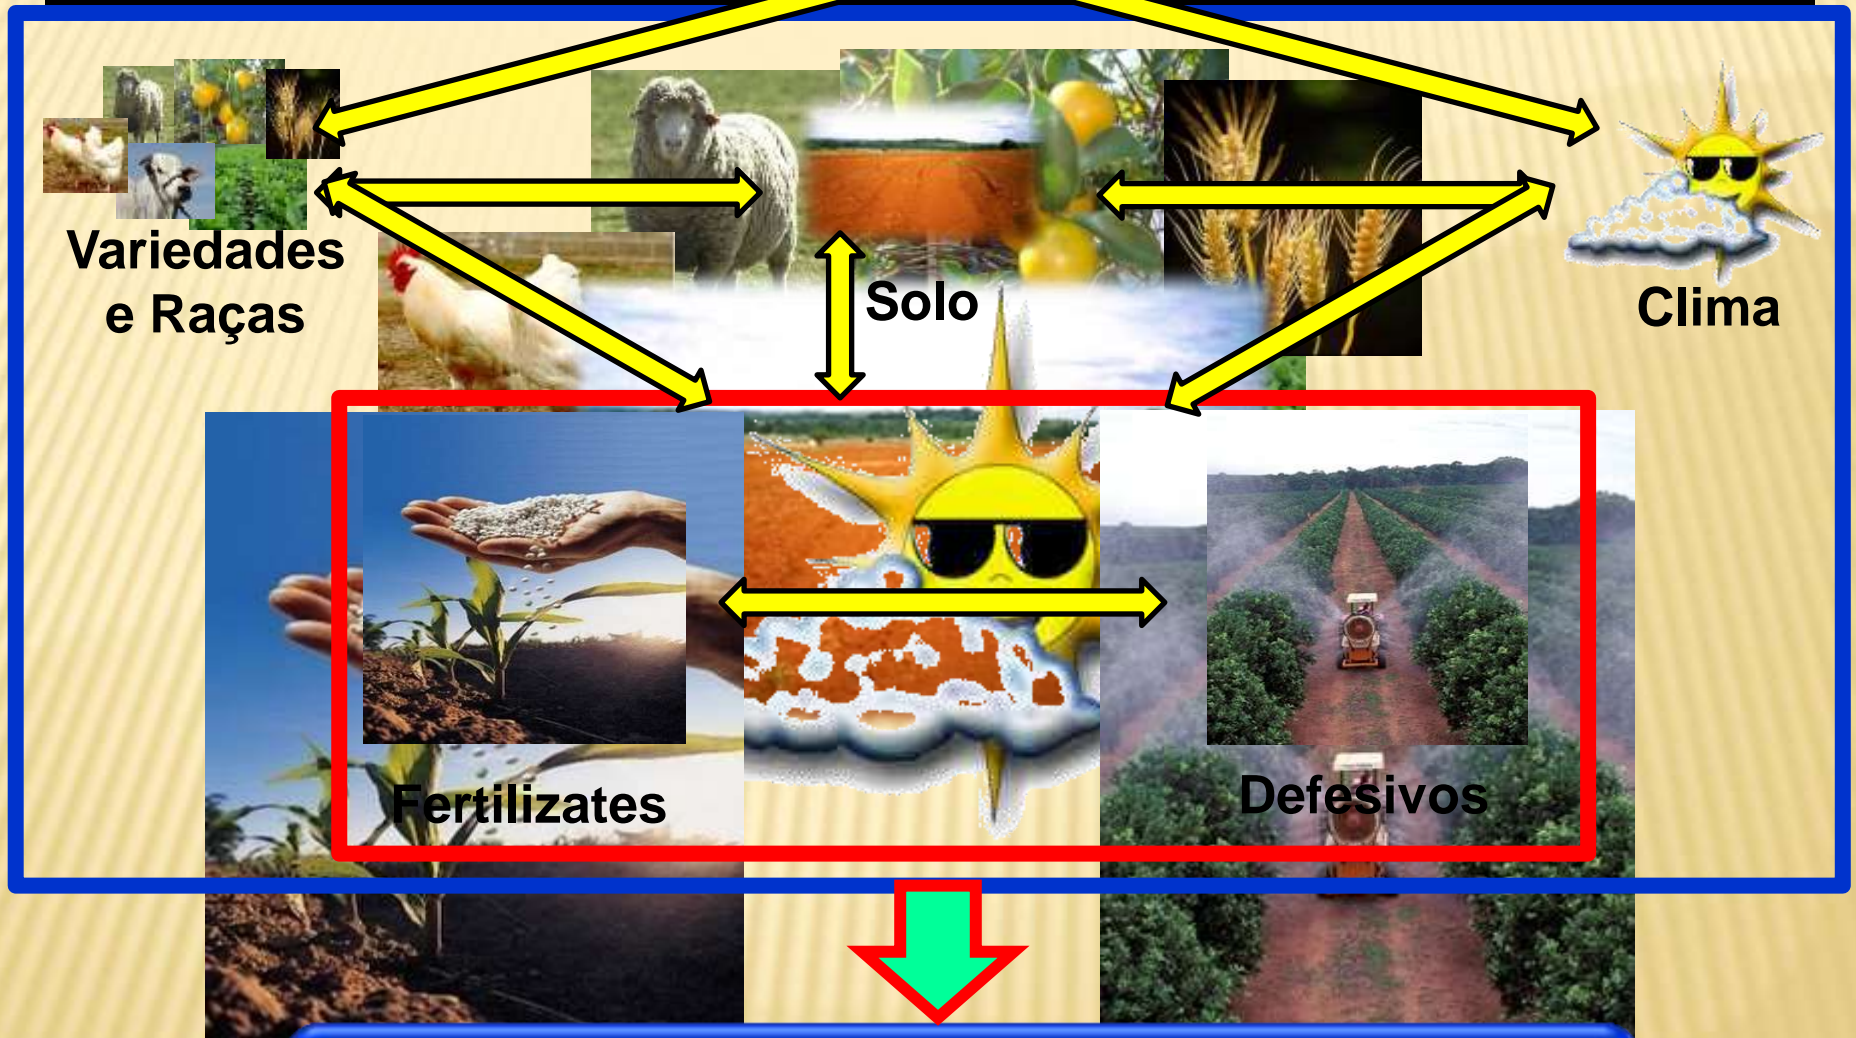 Variedades
e Raças
Solo
Clima
Fertilizates
Defesivos